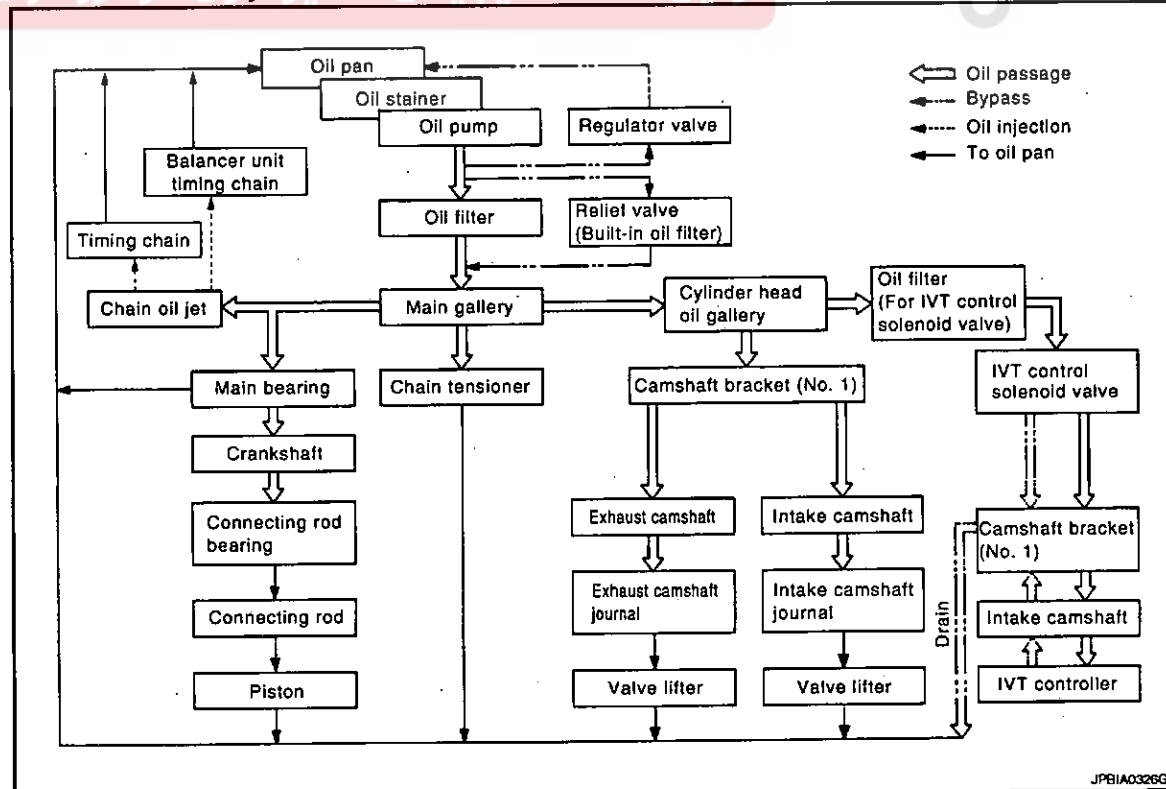 Oil pan
Oil stainer
Oil pump
Regulator valve
Oil passage
Bypass
Oil injection
To oil pan
Balancer unit
timing chain
Oil filter
Relief valve
(Built-in oil filter)
Timing chain
Chain oil jet
Main gallery
Cylinder head
oil gallery
Oil filter
(For IVT control
solenoid valve)
Main bearing
Chain tensioner
Camshaft bracket (No. 1)
IVT control
solenoid valve
Crankshaft
Connecting rod
bearing
Exhaust camshaft
Intake camshaft
Camshaft bracket
(No. 1)
Connecting rod
Exhaust camshaft
journal
Intake camshaft
journal
Drain
Intake camshaft
Piston
Valve lifter
Valve lifter
IVT controller
JPBIA0326G